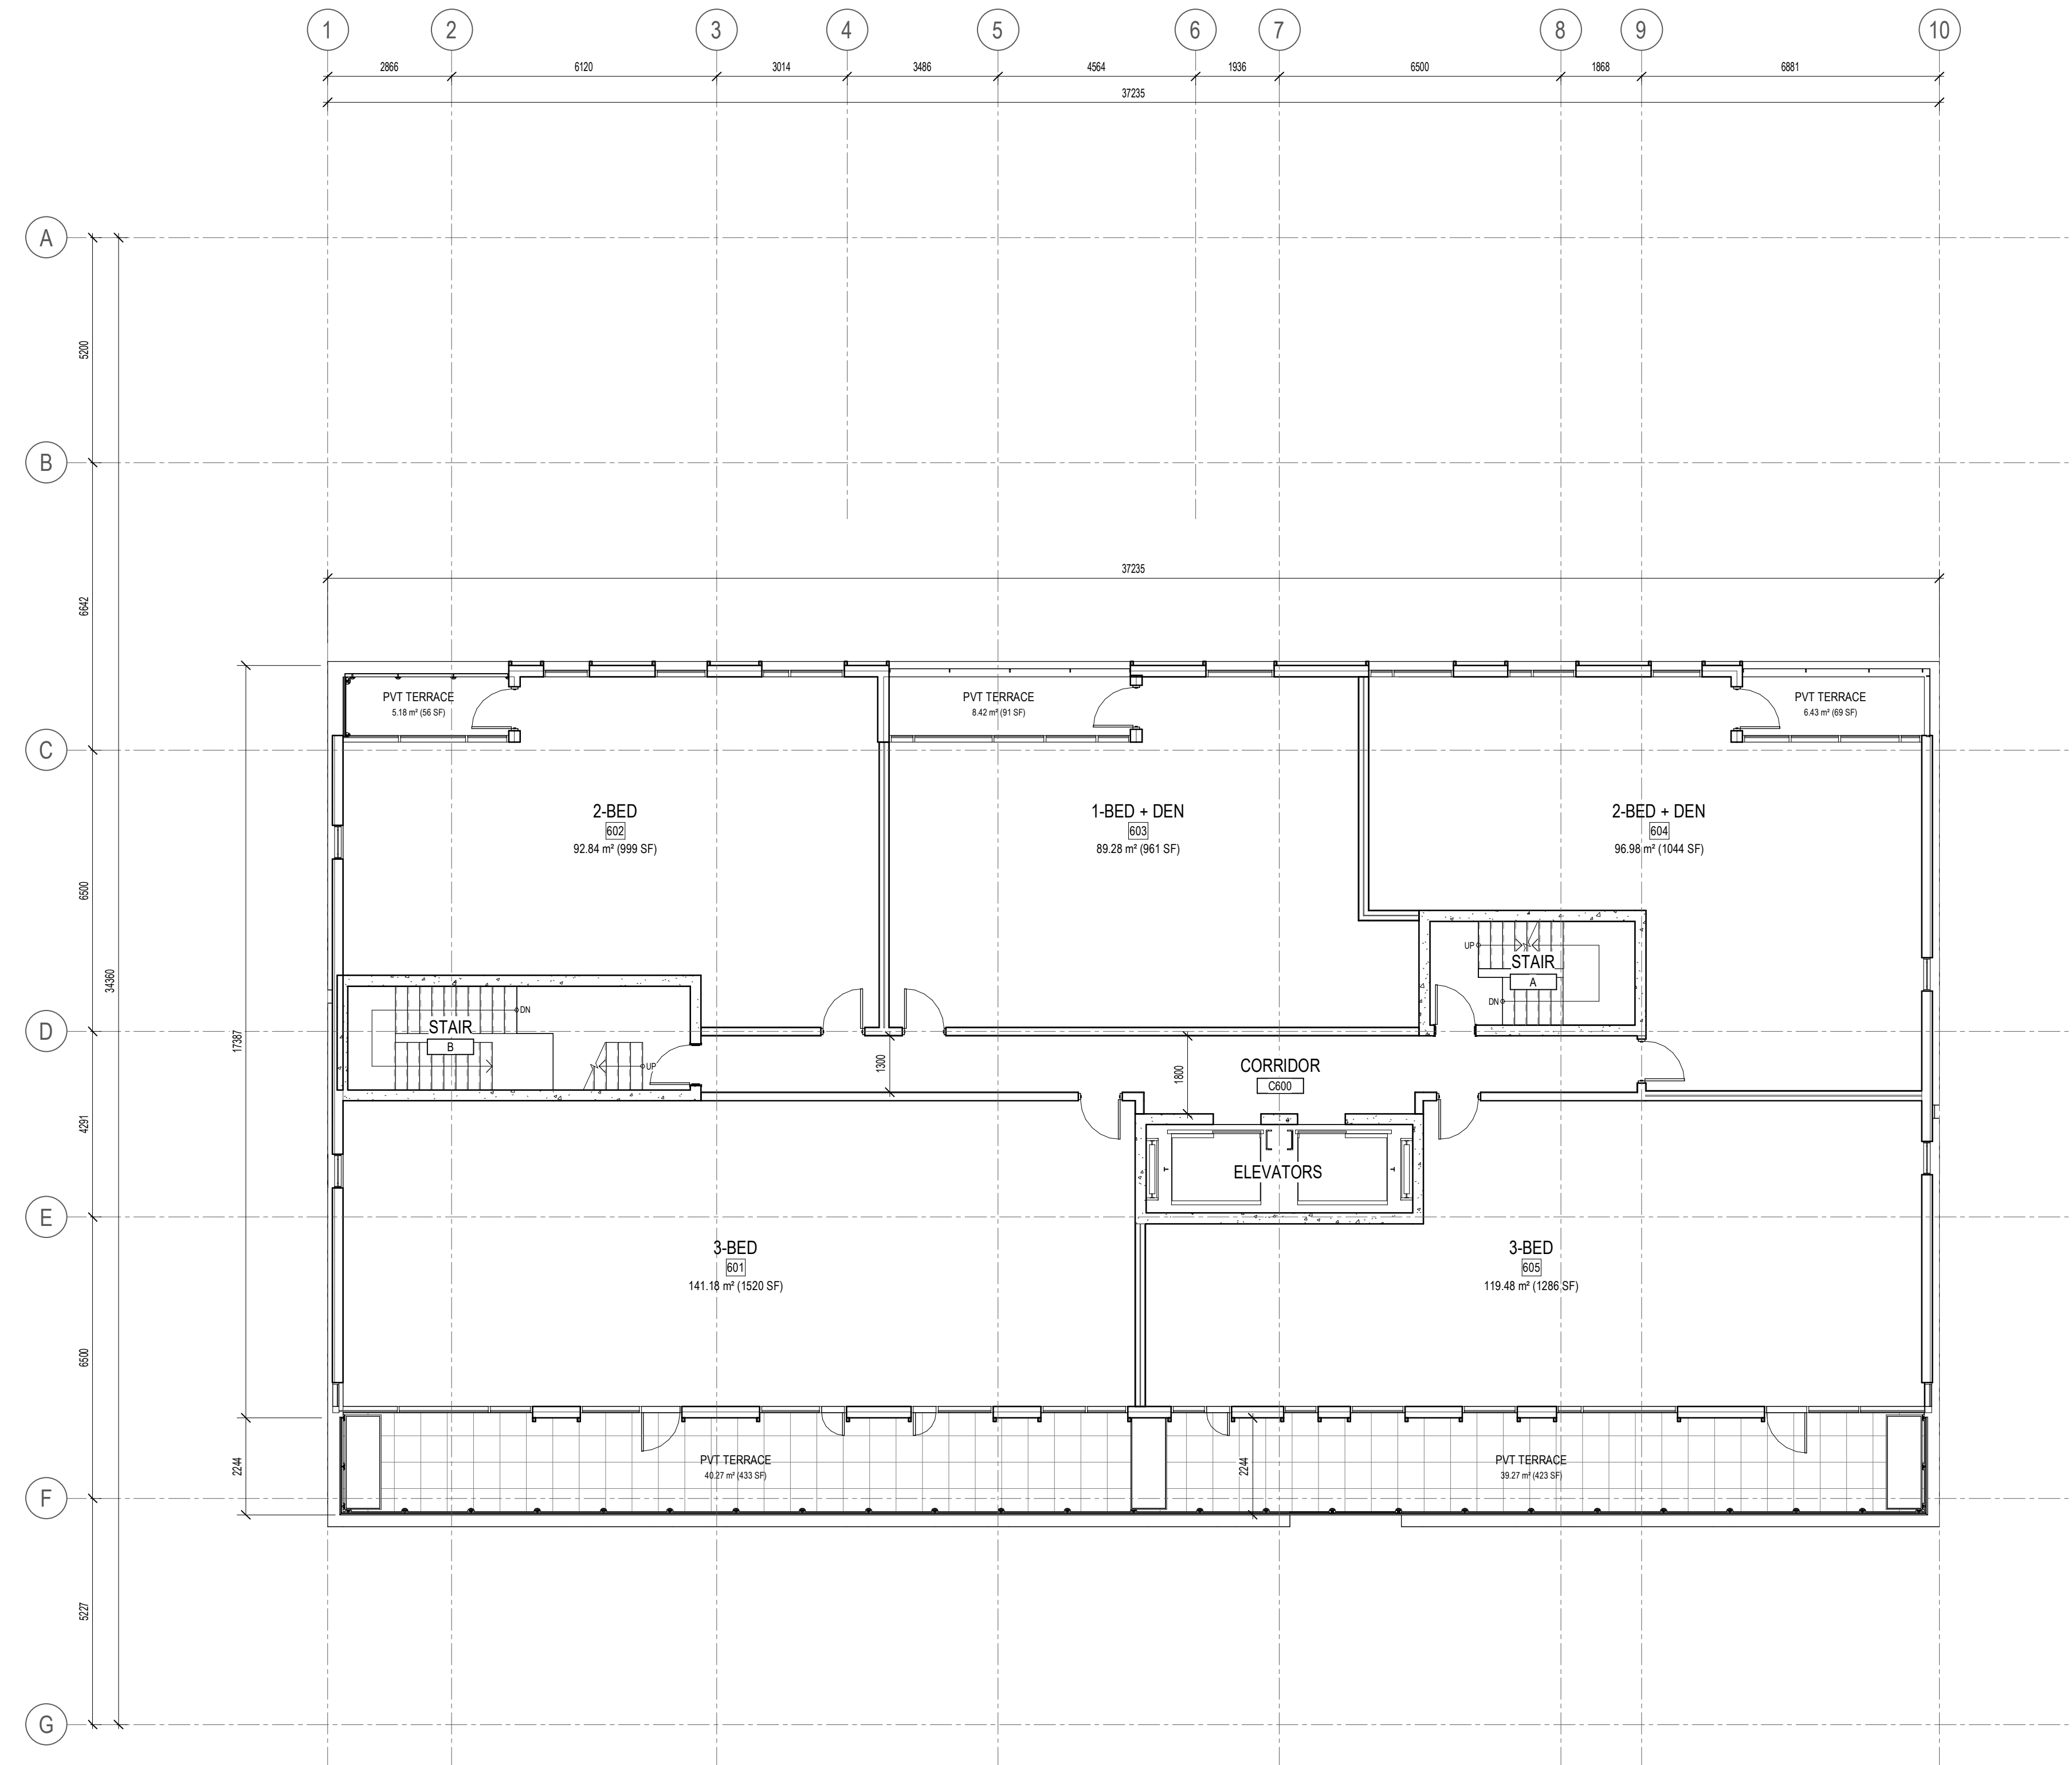 1 2 3 4 5 6 7 8 9 10
2866 6120 3014 3486 4564 1936 6500 1868 6881
37235
A
5200
B
37235
6642
PVT TERRACE
5.18 m² (56 SF)
PVT TERRACE
8.42 m² (91 SF)
PVT TERRACE
6.43 m² (69 SF)
C
2-BED
602
92.84 m² (999 SF)
1-BED + DEN
603
89.28 m² (961 SF)
2-BED + DEN
604
96.98 m² (1044 SF)
6500
34360
17387
UP
STAIR
A
DN
DN
STAIR
B
UP
D
1300
1800
CORRIDOR
C600
4291
ELEVATORS
E
3-BED
601
141.18 m² (1520 SF)
3-BED
605
119.48 m² (1286 SF)
6500
2244
PVT TERRACE
40.27 m² (433 SF)
2244
PVT TERRACE
39.27 m² (423 SF)
F
5227
G